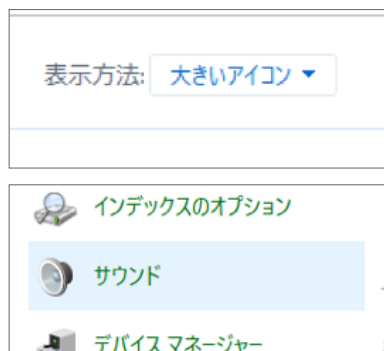 表示方法: 大きいアイコン
インデックスのオプション
サウンド
デバイス マネージャー